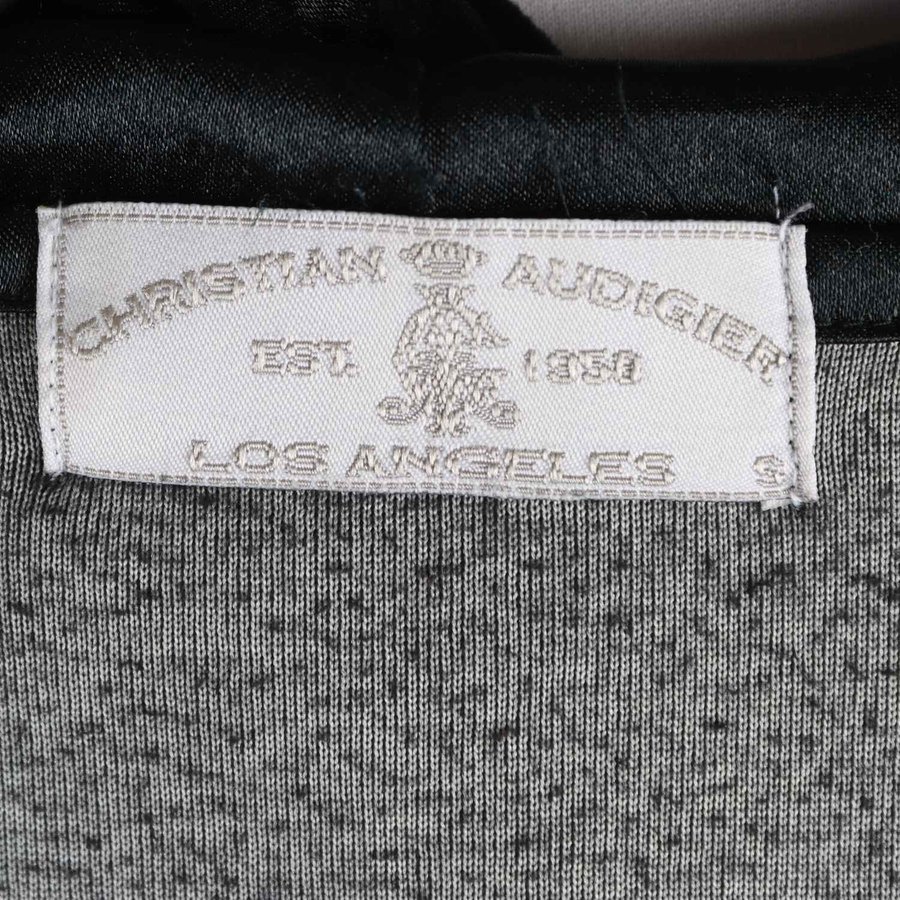 CHRISTIAN AUDIGIER
EST. 1958
LOS ANGELES S